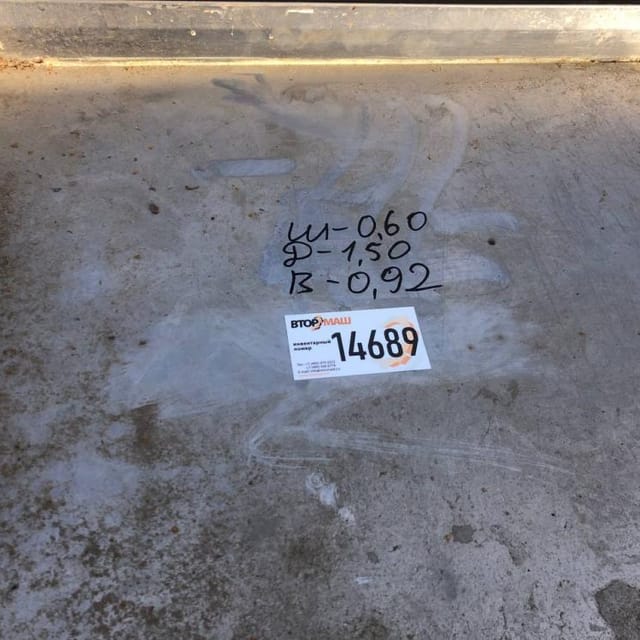 Ш-0,60
Д-1,50
В-0,92
ВТОРМАШ
инвентарный
номер
14689